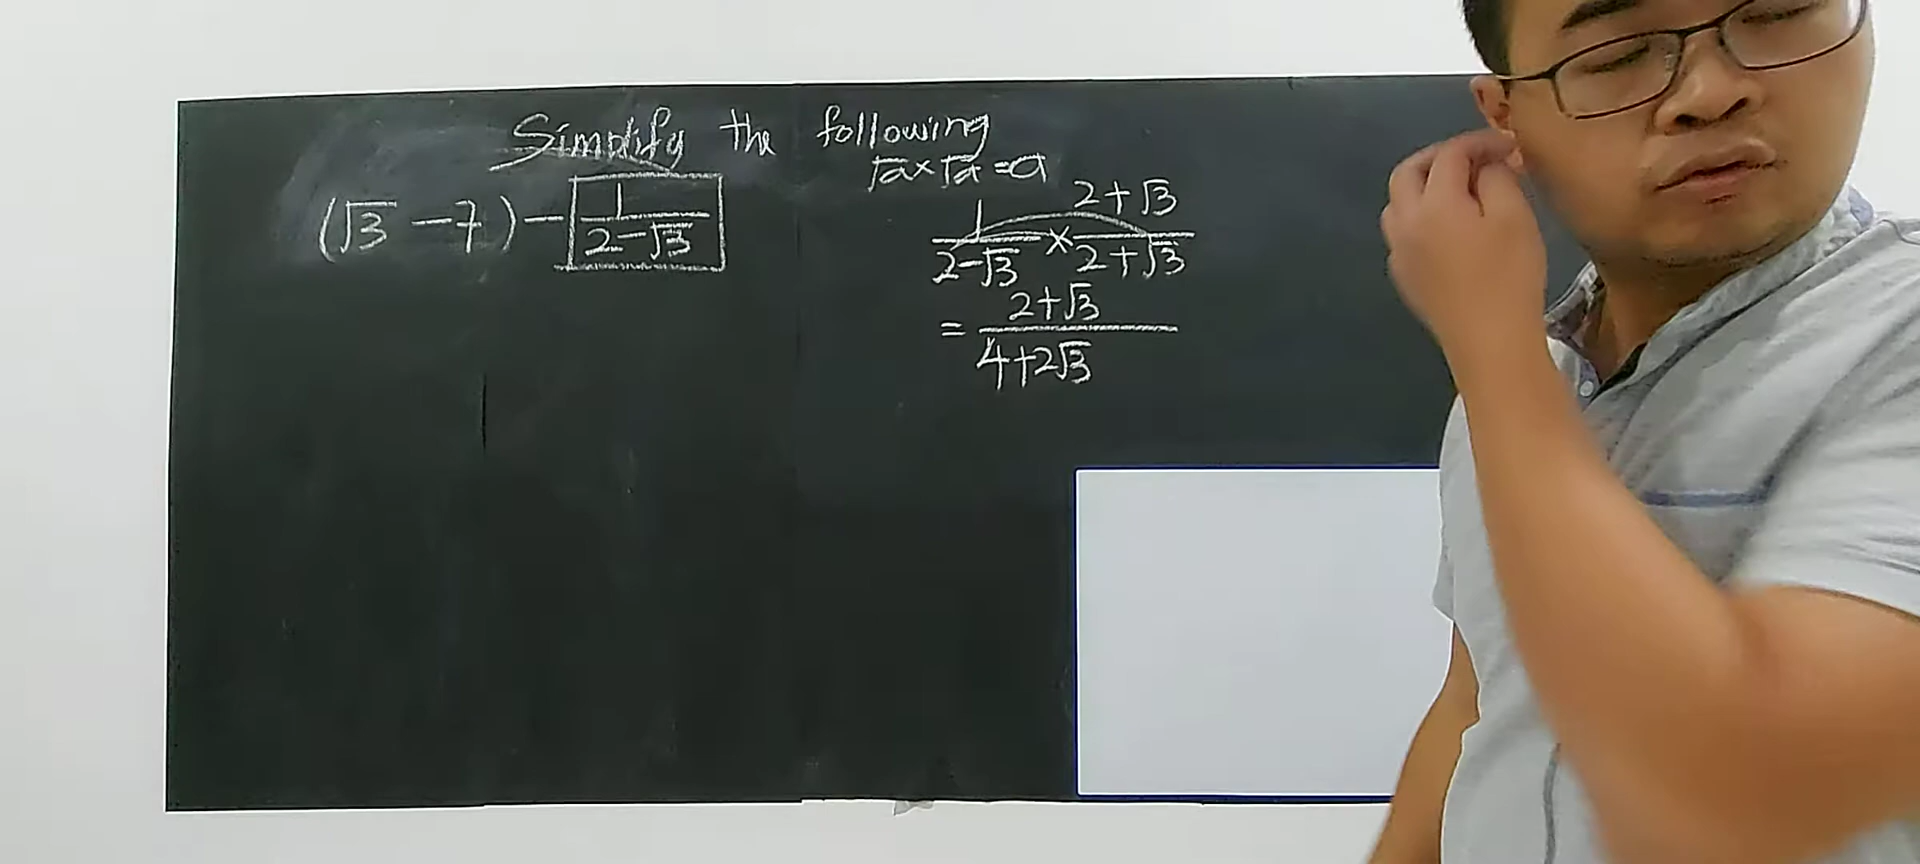 Simplify the following
√a×√a=a
(√3 −7)−1/(2−√3)
1/(2−√3) × (2+√3)/(2+√3)
= (2+√3)/(4+2√3)